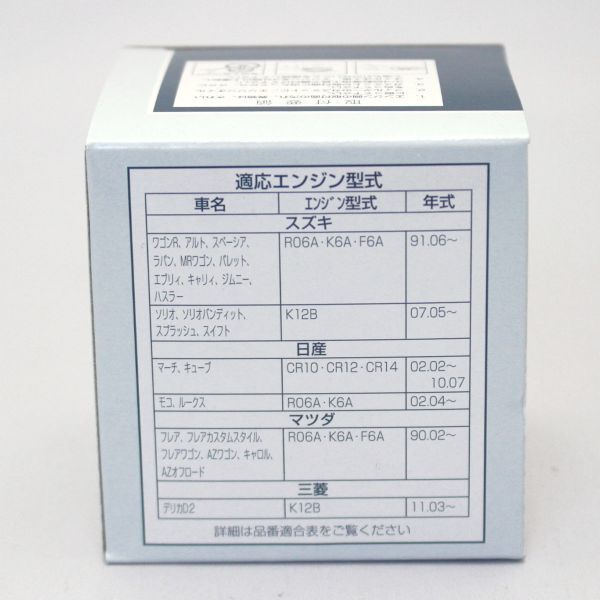 取付要領
適応エンジン型式
車名 エンジン型式 年式
スズキ
ワゴンR、アルト、スペーシア、 R06A・K6A・F6A 91.06～
ラパン、MRワゴン、パレット、
エブリィ、キャリィ、ジムニー、
ハスラー
ソリオ、ソリオバンディット、 K12B 07.05～
スプラッシュ、スイフト
日産
マーチ、キューブ CR10・CR12・CR14 02.02～
10.07
モコ、ルークス R06A・K6A 02.04～
マツダ
フレア、フレアカスタムスタイル、 R06A・K6A・F6A 90.02～
フレアワゴン、AZワゴン、キャロル、
AZオフロード
三菱
デリカD2 K12B 11.03～
詳細は品番適合表をご覧ください